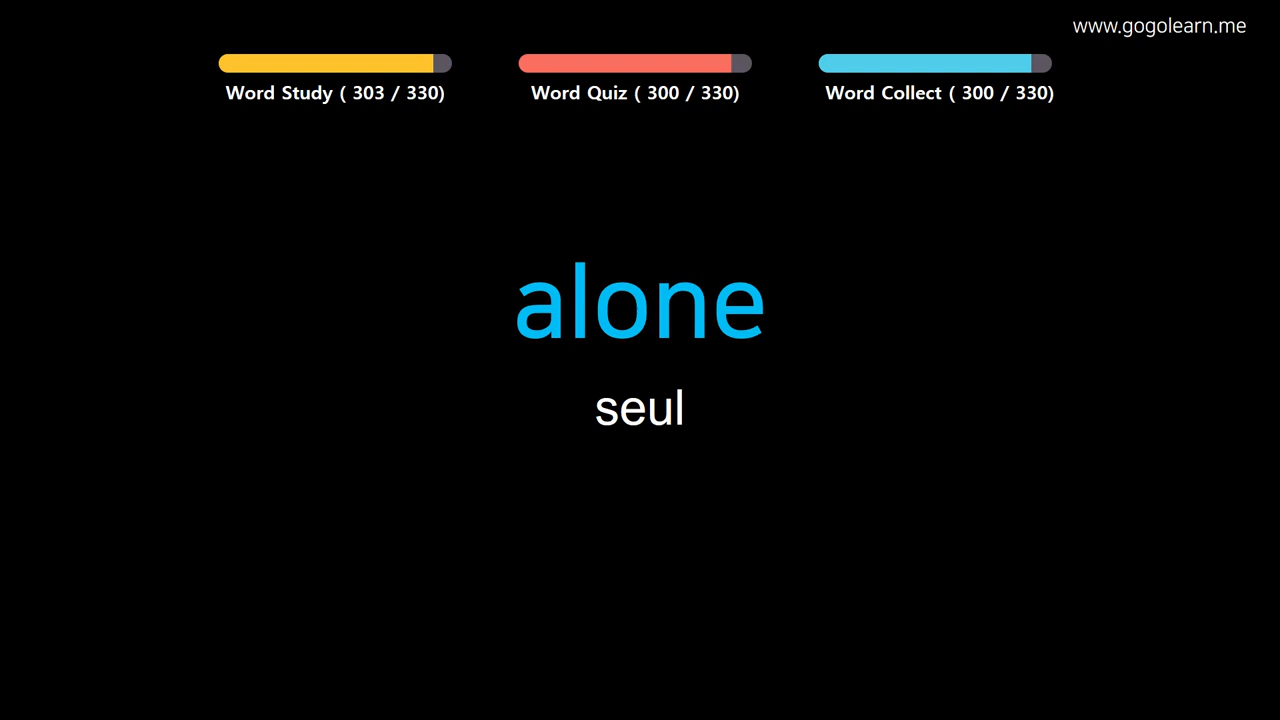 www.gogolearn.me
Word Study ( 303 / 330)
Word Quiz ( 300 / 330)
Word Collect ( 300 / 330)
alone
seul